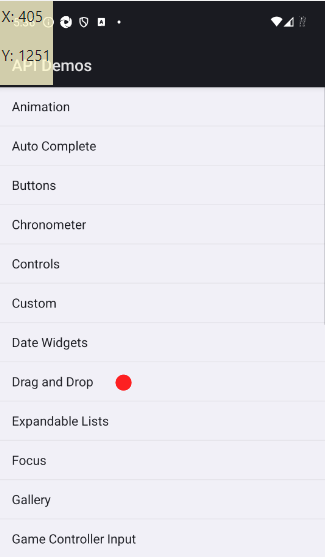 X: 405
Y: 1251
API Demos
Animation
Auto Complete
Buttons
Chronometer
Controls
Custom
Date Widgets
Drag and Drop
Expandable Lists
Focus
Gallery
Game Controller Input